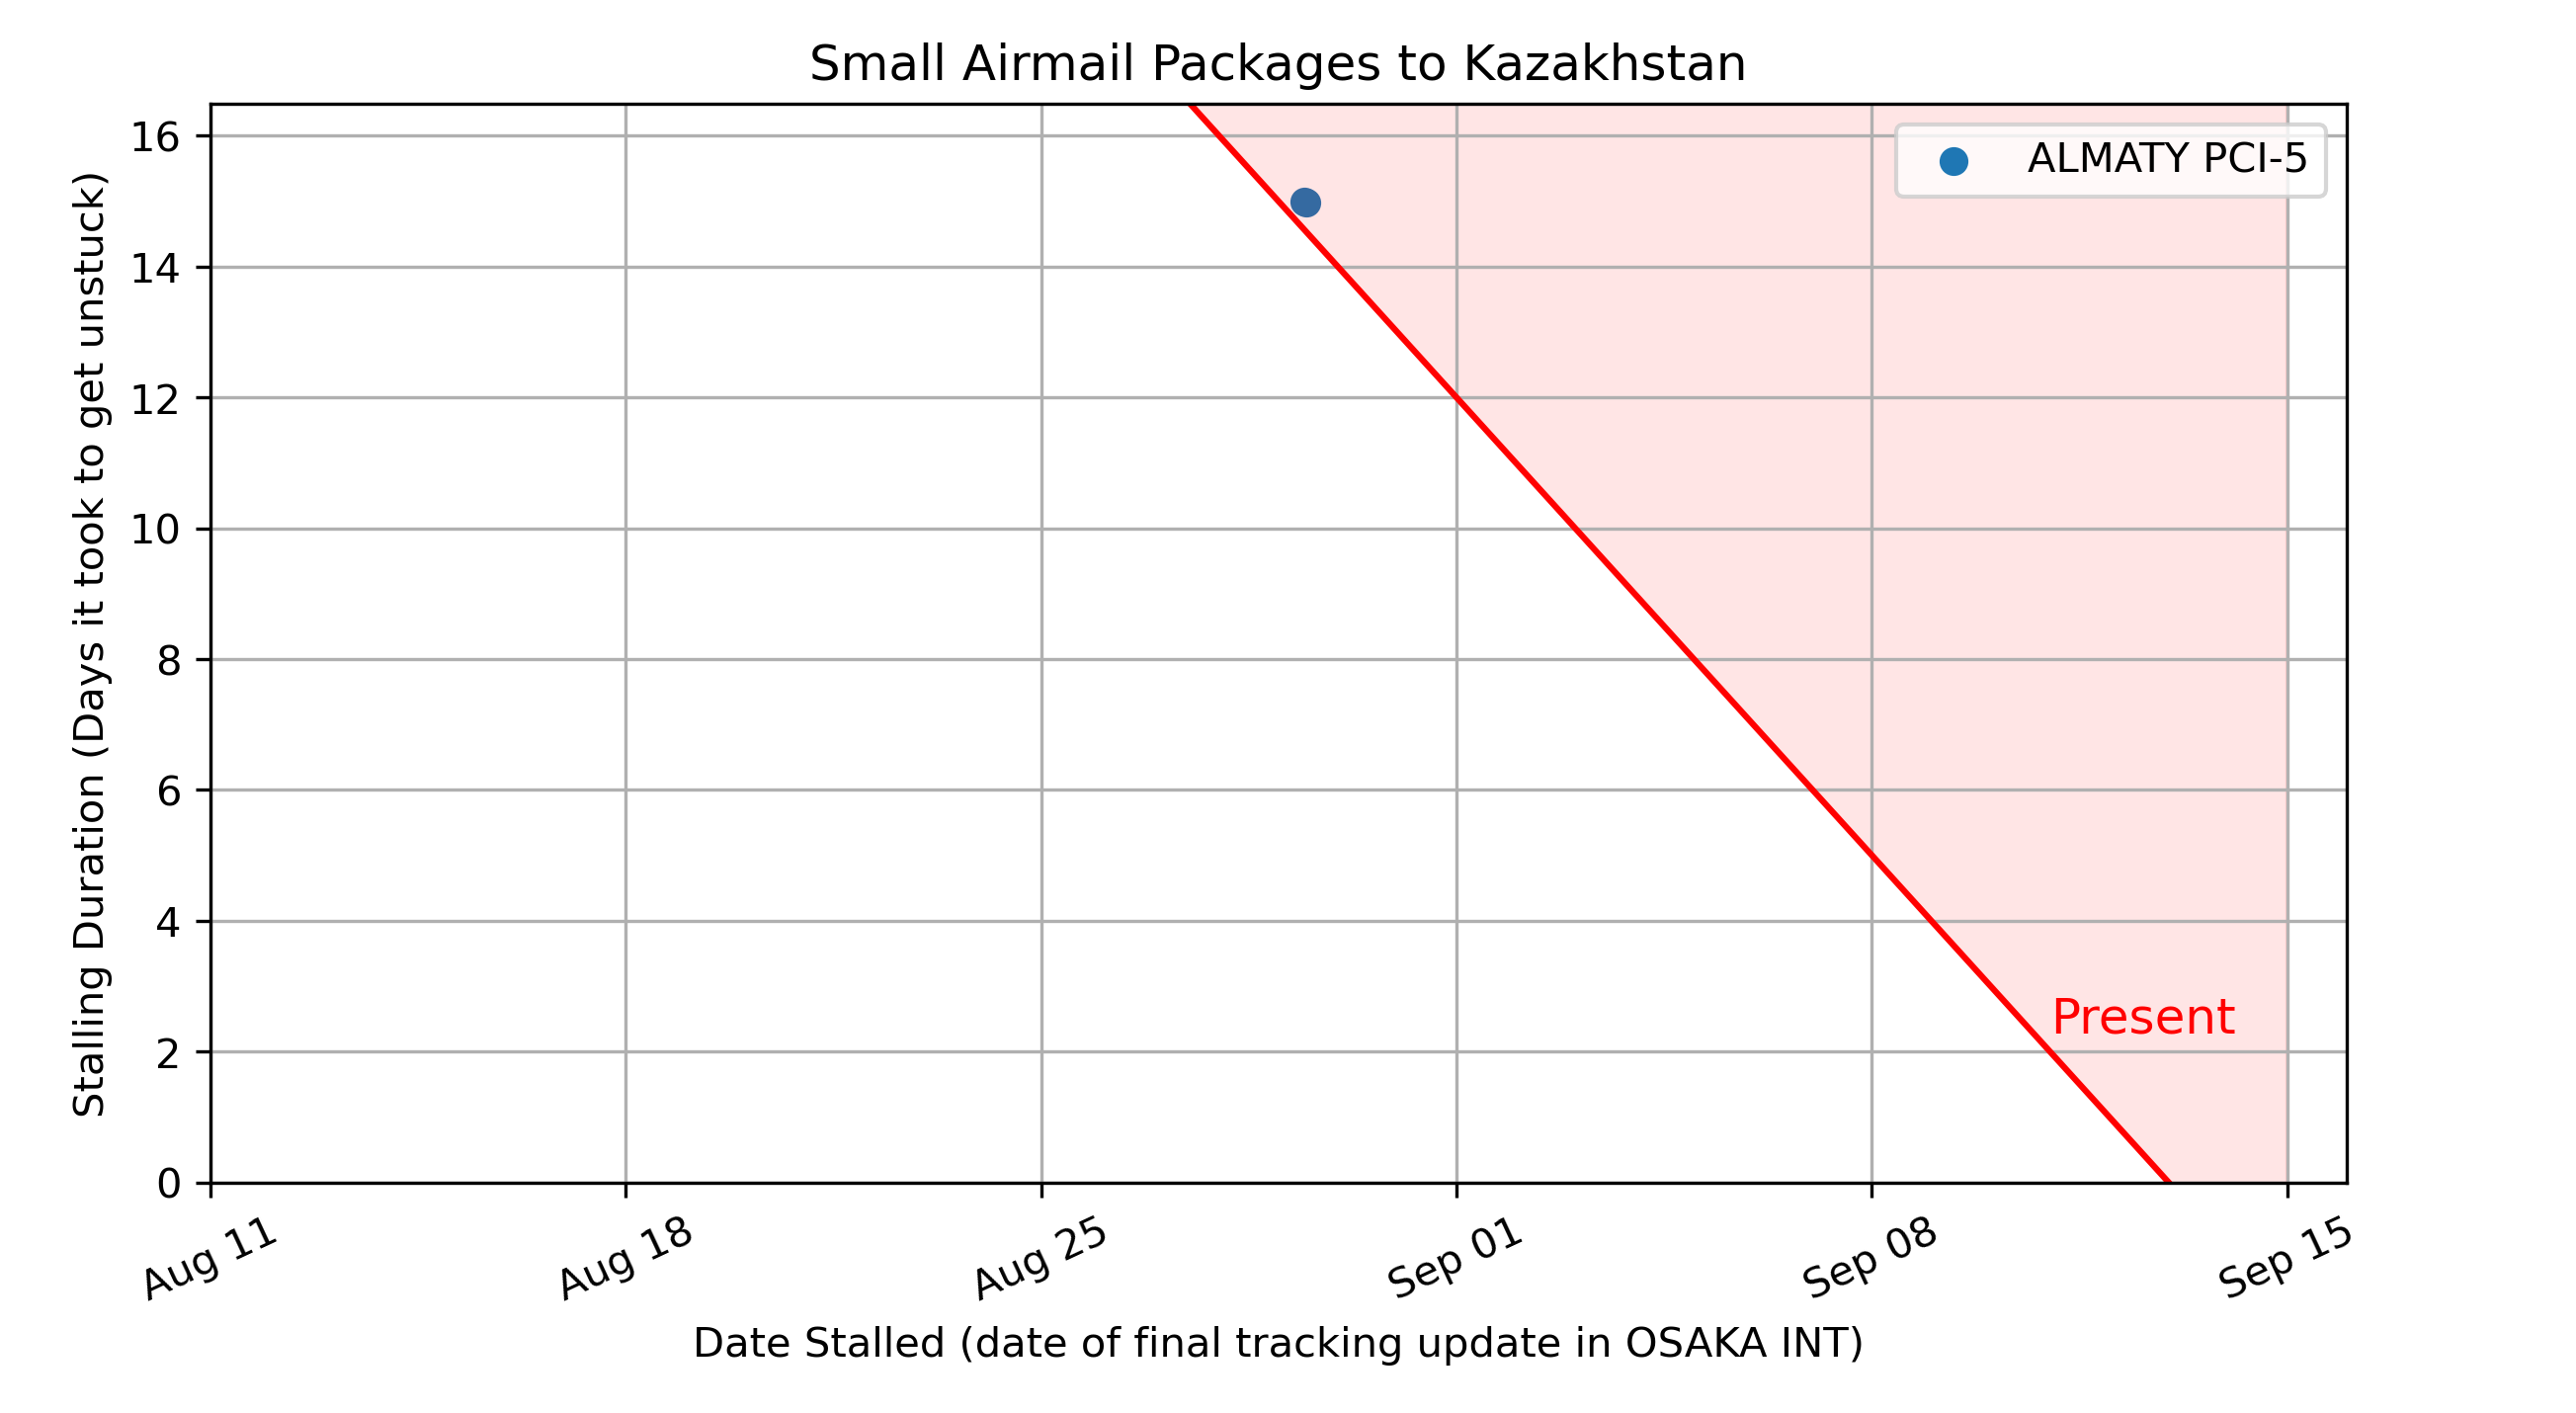 Small Airmail Packages to Kazakhstan
ALMATY PCI-5
Stalling Duration (Days it took to get unstuck)
16
14
12
10
8
6
4
2
0
Present
Aug 11
Aug 18
Aug 25
Sep 01
Sep 08
Sep 15
Date Stalled (date of final tracking update in OSAKA INT)